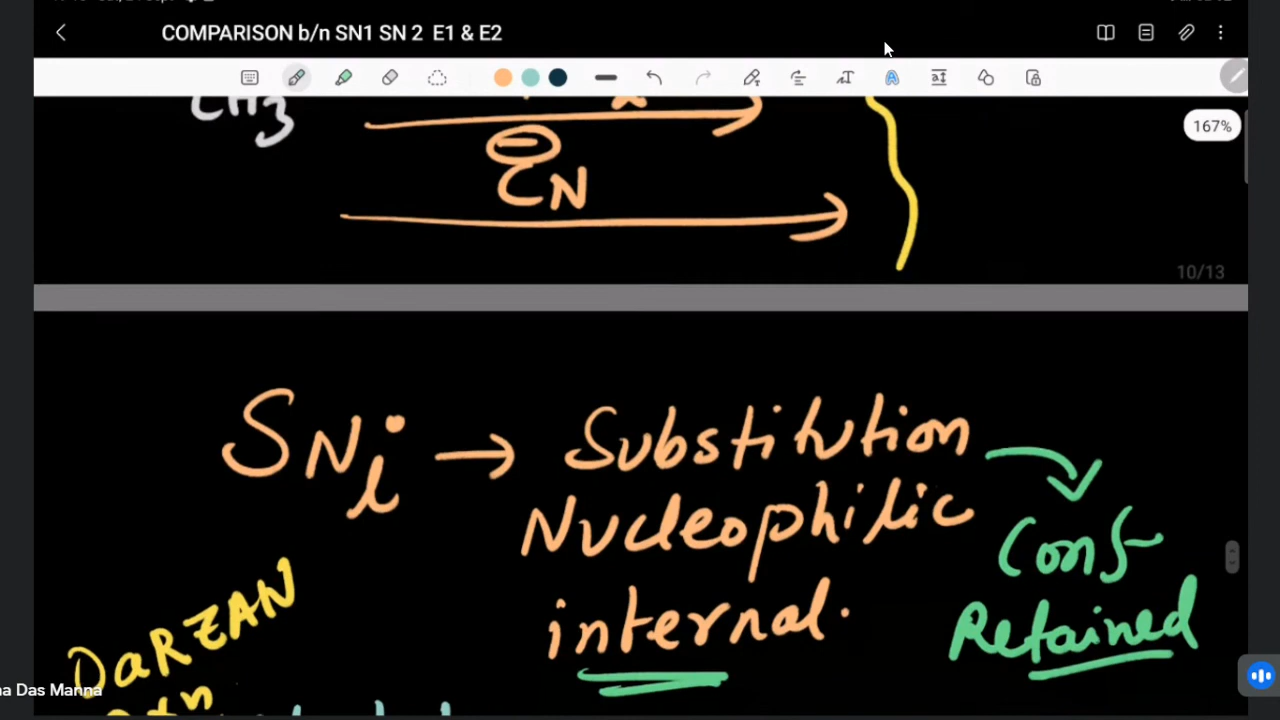 COMPARISON b/n SN1 SN 2 E1 & E2
CH3
167%
CN
10/13
SNi → Substitution
Nucleophilic
internal.
Conf
Retained
DaRZAN
a Das Manna